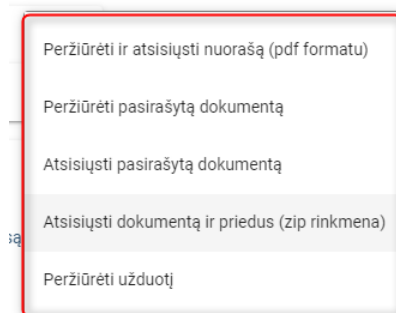 Peržiūrėti ir atsisiųsti nuorašą (pdf formatu)
Peržiūrėti pasirašytą dokumentą
Atsisiųsti pasirašytą dokumentą
Atsisiųsti dokumentą ir priedus (zip rinkmena)
Peržiūrėti užduotį